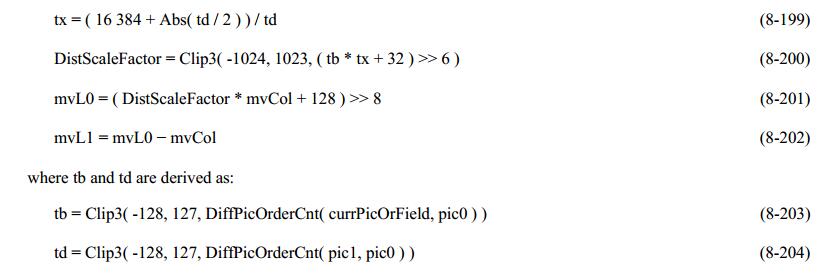 tx = ( 16 384 + Abs( td / 2 ) ) / td (8-199)
DistScaleFactor = Clip3( -1024, 1023, ( tb * tx + 32 ) >> 6 ) (8-200)
mvL0 = ( DistScaleFactor * mvCol + 128 ) >> 8 (8-201)
mvL1 = mvL0 − mvCol (8-202)
where tb and td are derived as:
tb = Clip3( -128, 127, DiffPicOrderCnt( currPicOrField, pic0 ) ) (8-203)
td = Clip3( -128, 127, DiffPicOrderCnt( pic1, pic0 ) ) (8-204)